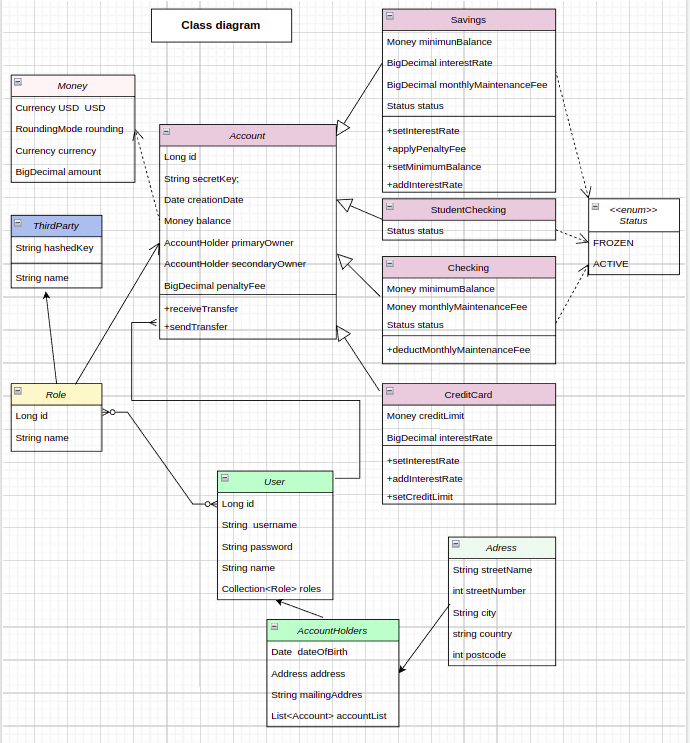 Class diagram
Savings
Money minimunBalance
BigDecimal interestRate
BigDecimal monthlyMaintenanceFee
Status status
+setInterestRate
+applyPenaltyFee
+setMinimumBalance
+addInterestRate
Money
Currency USD  USD
RoundingMode rounding
Currency currency
BigDecimal amount
Account
Long id
String secretKey;
Date creationDate
Money balance
AccountHolder primaryOwner
AccountHolder secondaryOwner
BigDecimal penaltyFee
+receiveTransfer
+sendTransfer
ThirdParty
String hashedKey
String name
StudentChecking
Status status
<<enum>>
Status
FROZEN
ACTIVE
Checking
Money minimumBalance
Money monthlyMaintenanceFee
Status status
+deductMonthlyMaintenanceFee
Role
Long id
String name
CreditCard
Money creditLimit
BigDecimal interestRate
+setInterestRate
+addInterestRate
+setCreditLimit
User
Long id
String  username
String password
String name
Collection<Role> roles
Adress
String streetName
int streetNumber
String city
string country
int postcode
AccountHolders
Date  dateOfBirth
Address address
String mailingAddres
List<Account> accountList